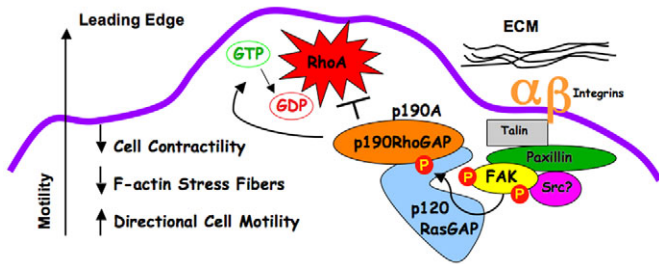 Leading Edge
ECM
GTP
RhoA
GDP
αβ Integrins
p190A
p190RhoGAP
P
Talin
Paxillin
P
FAK
P
Src?
p120
RasGAP
Cell Contractility
F-actin Stress Fibers
Directional Cell Motility
Motility